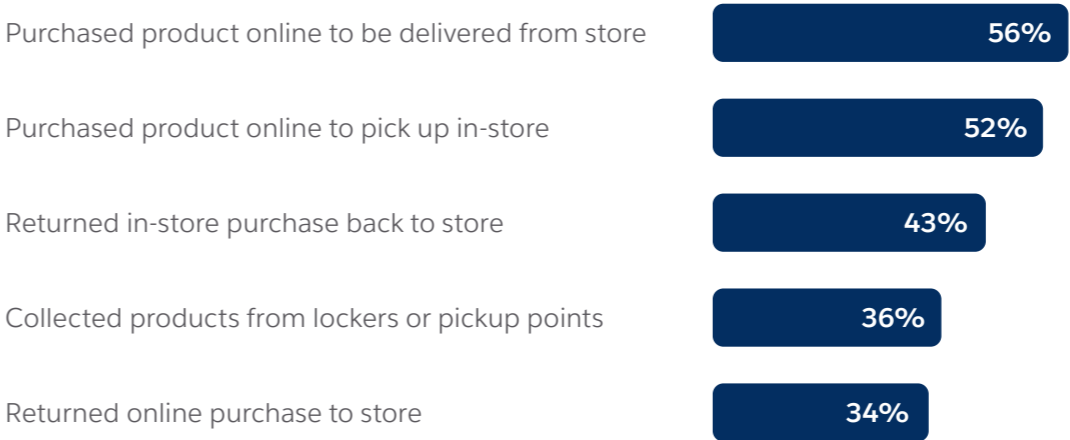 Purchased product online to be delivered from store 56%
Purchased product online to pick up in-store 52%
Returned in-store purchase back to store 43%
Collected products from lockers or pickup points 36%
Returned online purchase to store 34%